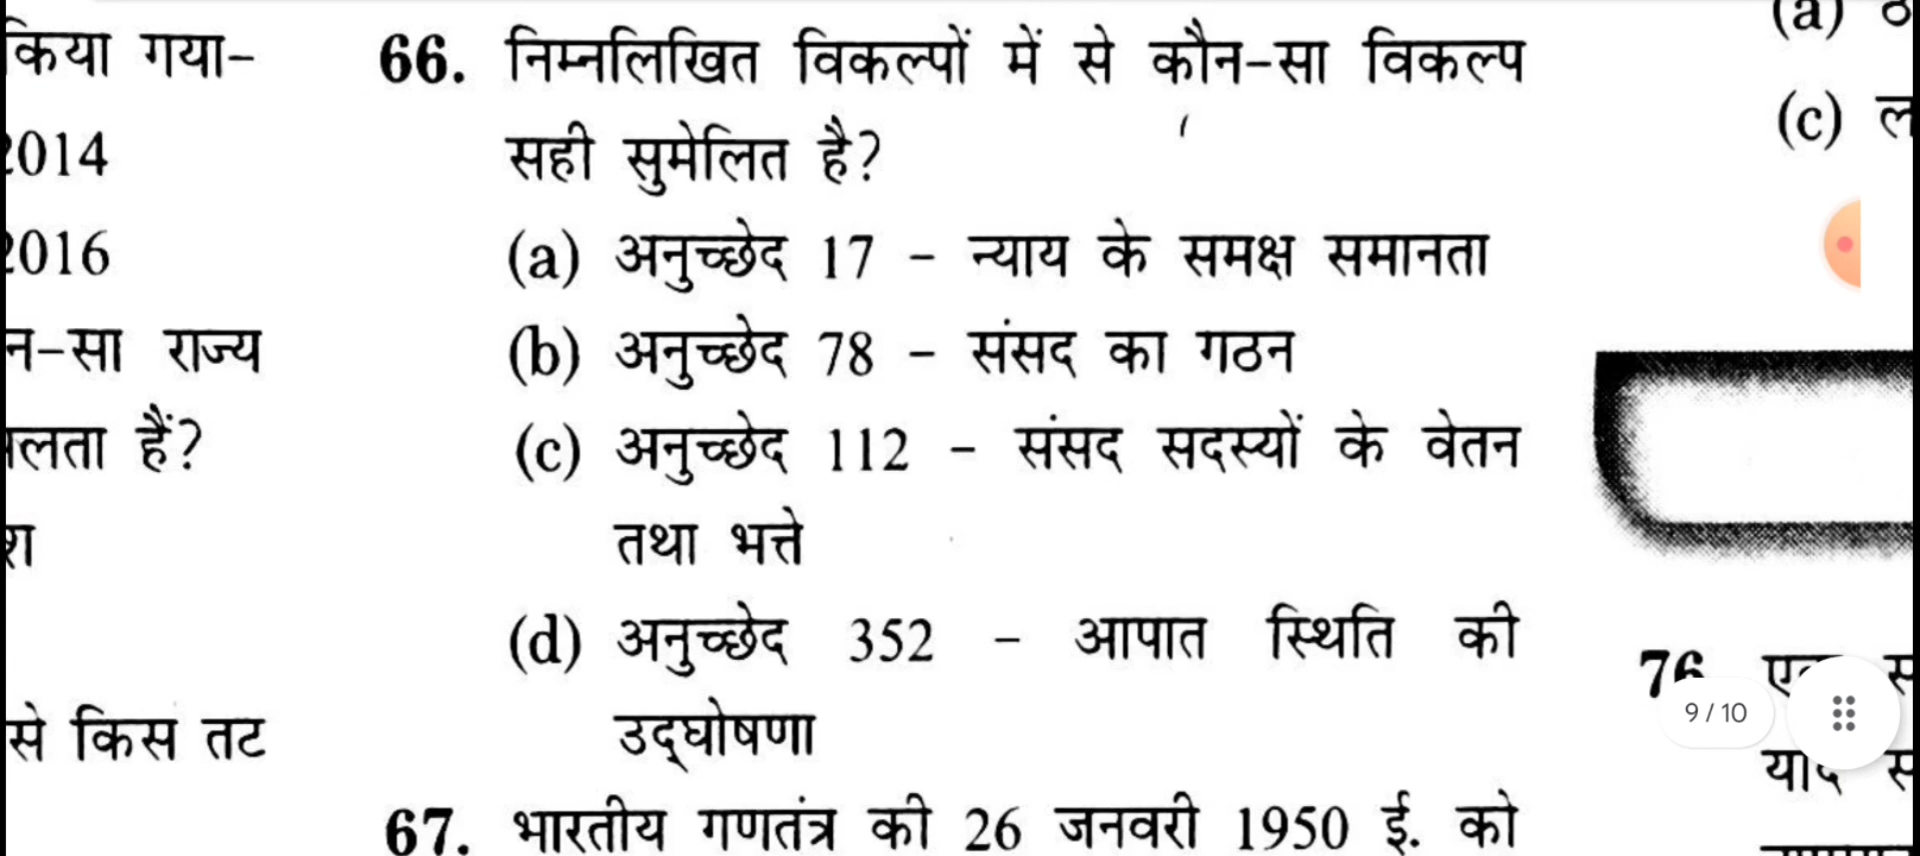 किया गया-
2014
2016
न-सा राज्य
लता हैं?
से किस तट
66. निम्नलिखित विकल्पों में से कौन-सा विकल्प
सही सुमेलित है?
(a) अनुच्छेद 17 - न्याय के समक्ष समानता
(b) अनुच्छेद 78 - संसद का गठन
(c) अनुच्छेद 112 - संसद सदस्यों के वेतन
तथा भत्ते
(d) अनुच्छेद 352 - आपात स्थिति की
उद्घोषणा
67. भारतीय गणतंत्र की 26 जनवरी 1950 ई. को
(a)
(c)
76
9 / 10